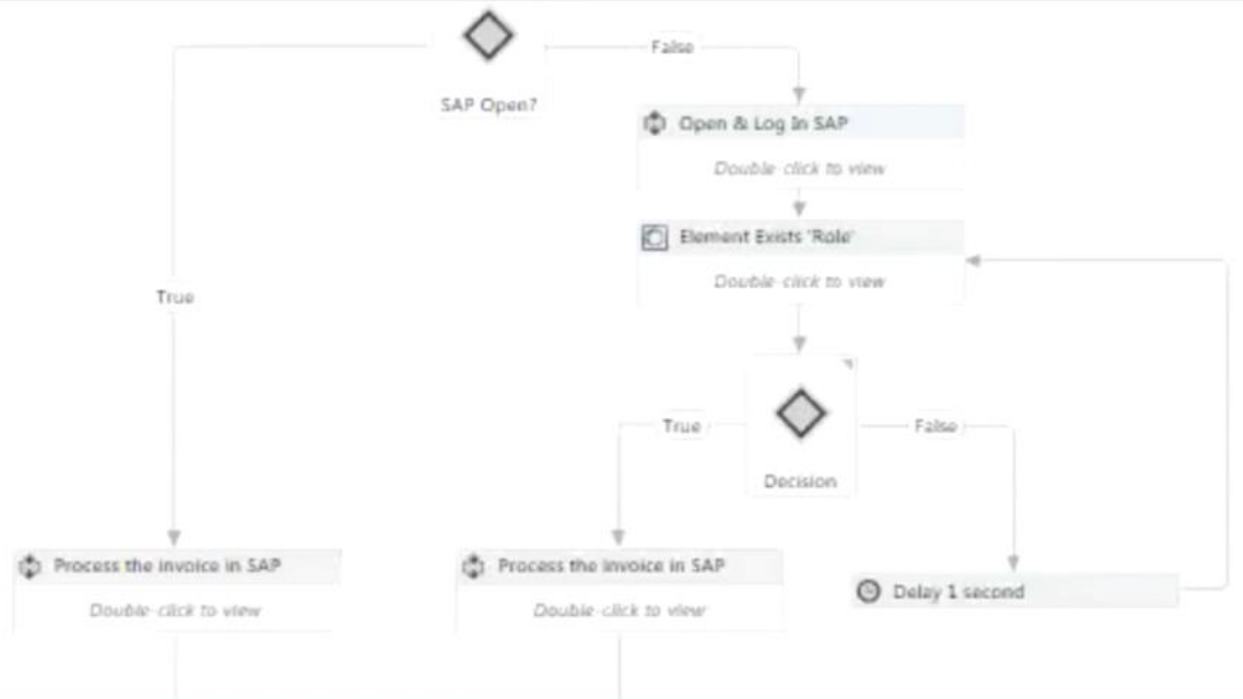 False
SAP Open?
Open & Log In SAP
Double-click to view
Element Exists 'Role'
Double-click to view
True
True
False
Decision
Process the invoice in SAP
Double-click to view
Process the invoice in SAP
Double-click to view
Delay 1 second